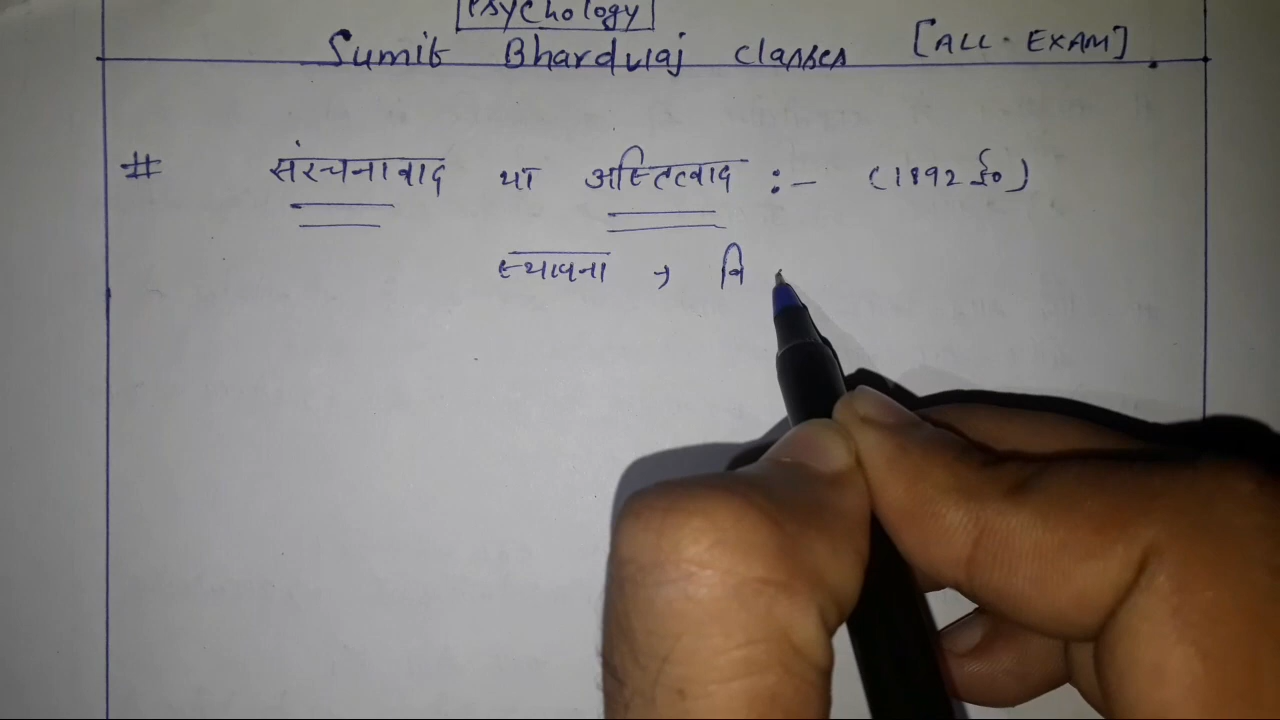 Psychology
Sumit Bhardwaj Classes [ALL. EXAM]
# संरचनावाद या अस्तित्ववाद :- (1892 ई०)
स्थापना → वि